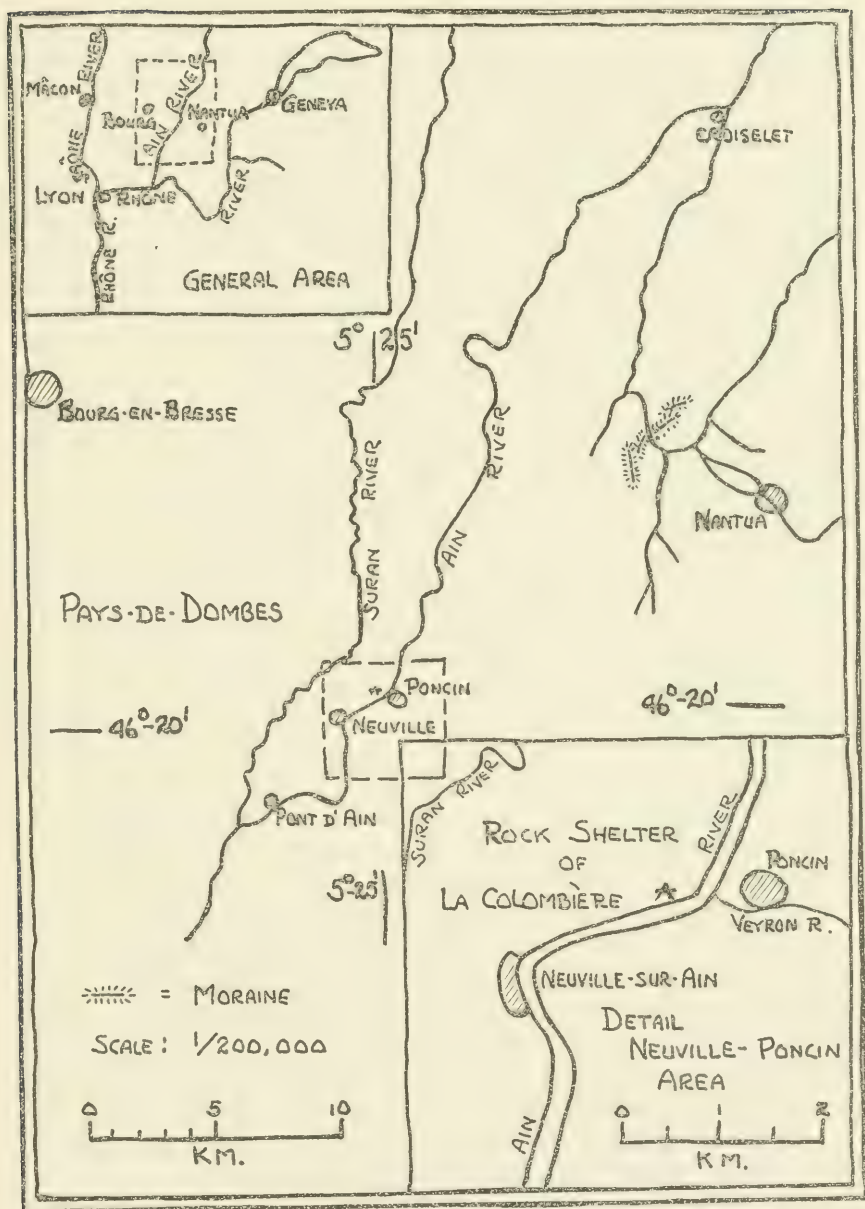 MÂCON
SAÔNE RIVER
BOURG
AIN RIVER
NANTUA
GENEVA
LYON
RHÔNE
RIVER
RHÔNE R.
GENERAL AREA
CROISELET
5° 25'
BOURG-EN-BRESSE
SURAN RIVER
AIN RIVER
NANTUA
PAYS-DE-DOMBES
PONCIN
NEUVILLE
46°-20'
46°-20'
PONT D'AIN
5°-25'
= MORAINE
SCALE: 1/200,000
0 5 10
KM.
SURAN RIVER
ROCK SHELTER
OF
LA COLOMBIÈRE
RIVER
PONCIN
VEYRON R.
NEUVILLE-SUR-AIN
DETAIL
NEUVILLE-PONCIN
AREA
AIN
0 1 2
KM.